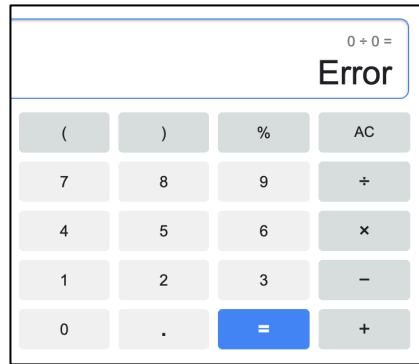 0 ÷ 0 =
Error
( ) % AC
7 8 9 ÷
4 5 6 ×
1 2 3 −
0 . = +